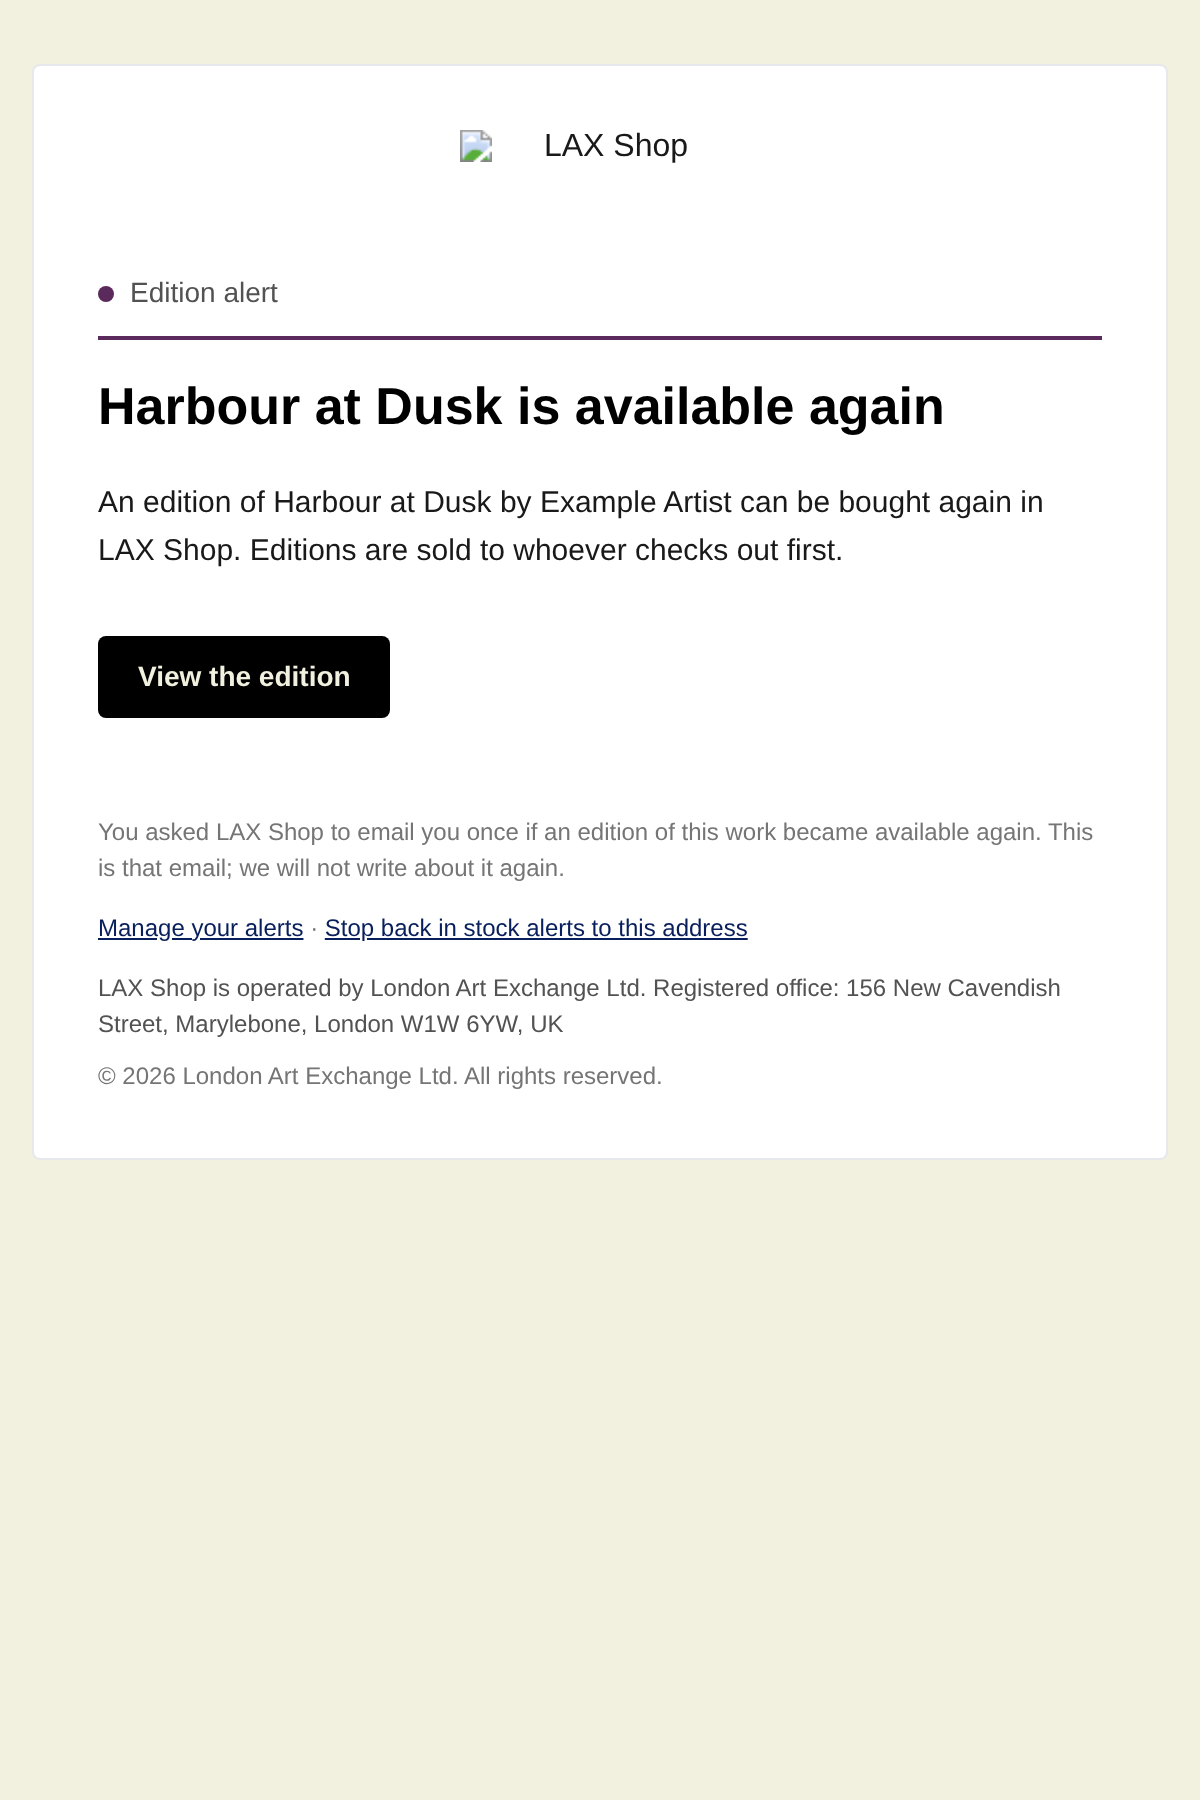 LAX Shop
Edition alert
Harbour at Dusk is available again
An edition of Harbour at Dusk by Example Artist can be bought again in
LAX Shop. Editions are sold to whoever checks out first.
View the edition
You asked LAX Shop to email you once if an edition of this work became available again. This
is that email; we will not write about it again.
Manage your alerts · Stop back in stock alerts to this address
LAX Shop is operated by London Art Exchange Ltd. Registered office: 156 New Cavendish
Street, Marylebone, London W1W 6YW, UK
© 2026 London Art Exchange Ltd. All rights reserved.